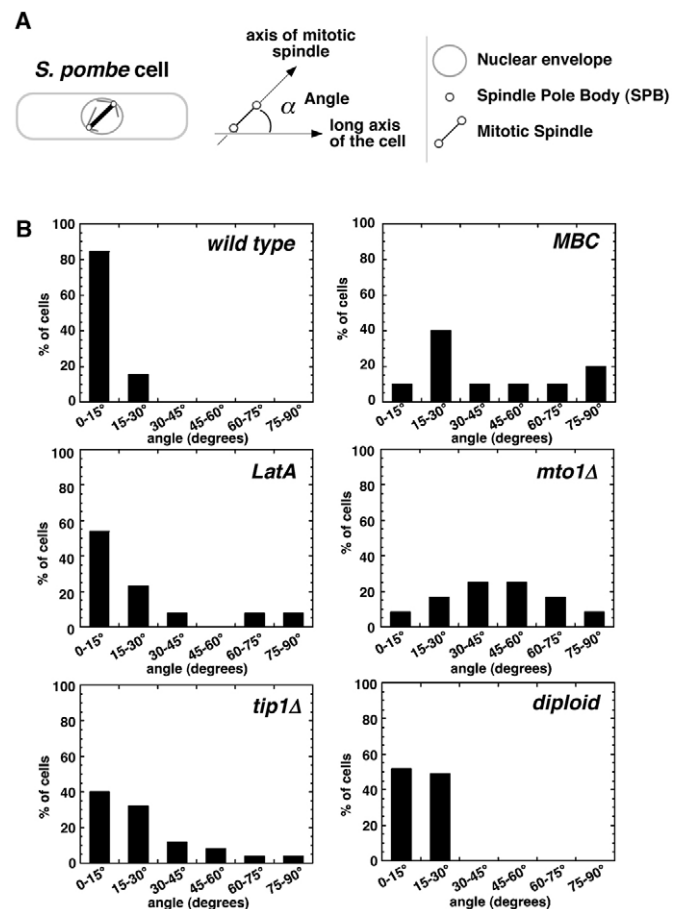 A
S. pombe cell
axis of mitotic
spindle
α Angle
long axis
of the cell
Nuclear envelope
Spindle Pole Body (SPB)
Mitotic Spindle
B
wild type
% of cells
100
80
60
40
20
0
0-15° 15-30° 30-45° 45-60° 60-75° 75-90°
angle (degrees)
MBC
% of cells
100
80
60
40
20
0
0-15° 15-30° 30-45° 45-60° 60-75° 75-90°
angle (degrees)
LatA
% of cells
100
80
60
40
20
0
0-15° 15-30° 30-45° 45-60° 60-75° 75-90°
angle (degrees)
mto1Δ
% of cells
100
80
60
40
20
0
0-15° 15-30° 30-45° 45-60° 60-75° 75-90°
angle (degrees)
tip1Δ
% of cells
100
80
60
40
20
0
0-15° 15-30° 30-45° 45-60° 60-75° 75-90°
angle (degrees)
diploid
% of cells
100
80
60
40
20
0
0-15° 15-30° 30-45° 45-60° 60-75° 75-90°
angle (degrees)